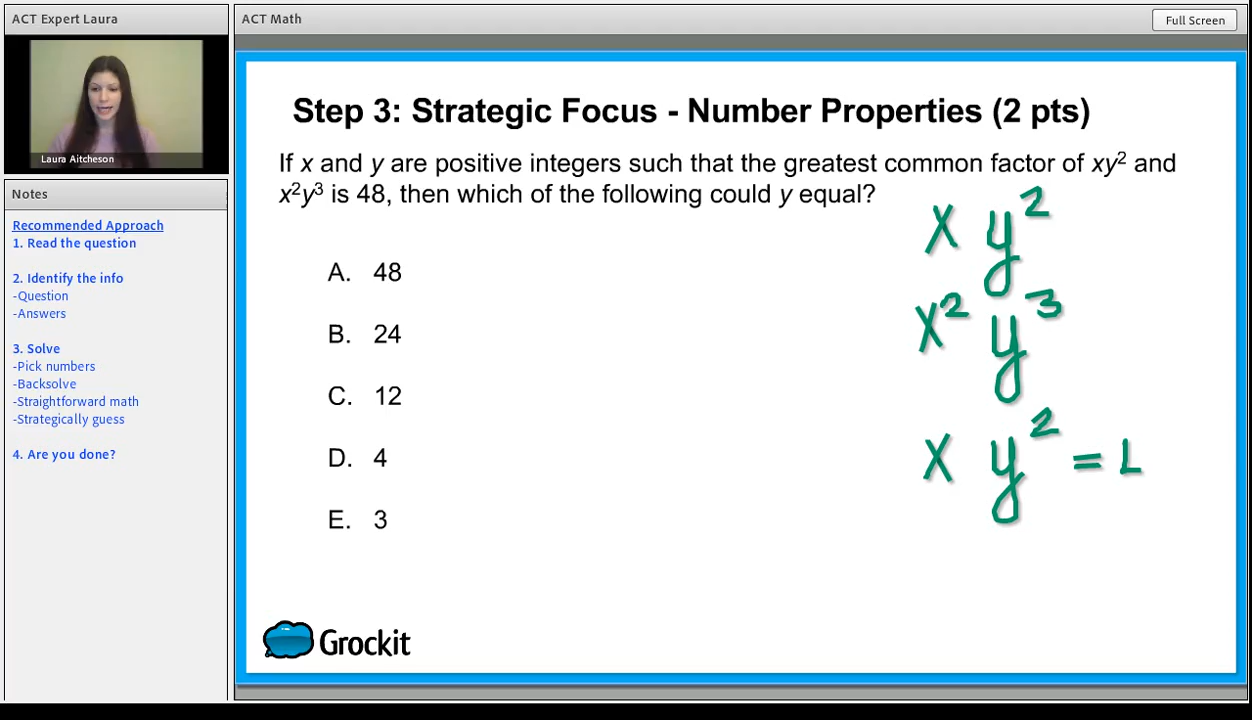 ACT Expert Laura
ACT Math
Full Screen
Laura Aitcheson
Notes
Recommended Approach
1. Read the question
2. Identify the info
-Question
-Answers
3. Solve
-Pick numbers
-Backsolve
-Straightforward math
-Strategically guess
4. Are you done?
Step 3: Strategic Focus - Number Properties (2 pts)
If x and y are positive integers such that the greatest common factor of xy² and
x²y³ is 48, then which of the following could y equal?
A. 48
B. 24
C. 12
D. 4
E. 3
x y²
x² y³
x y² = L
Grockit